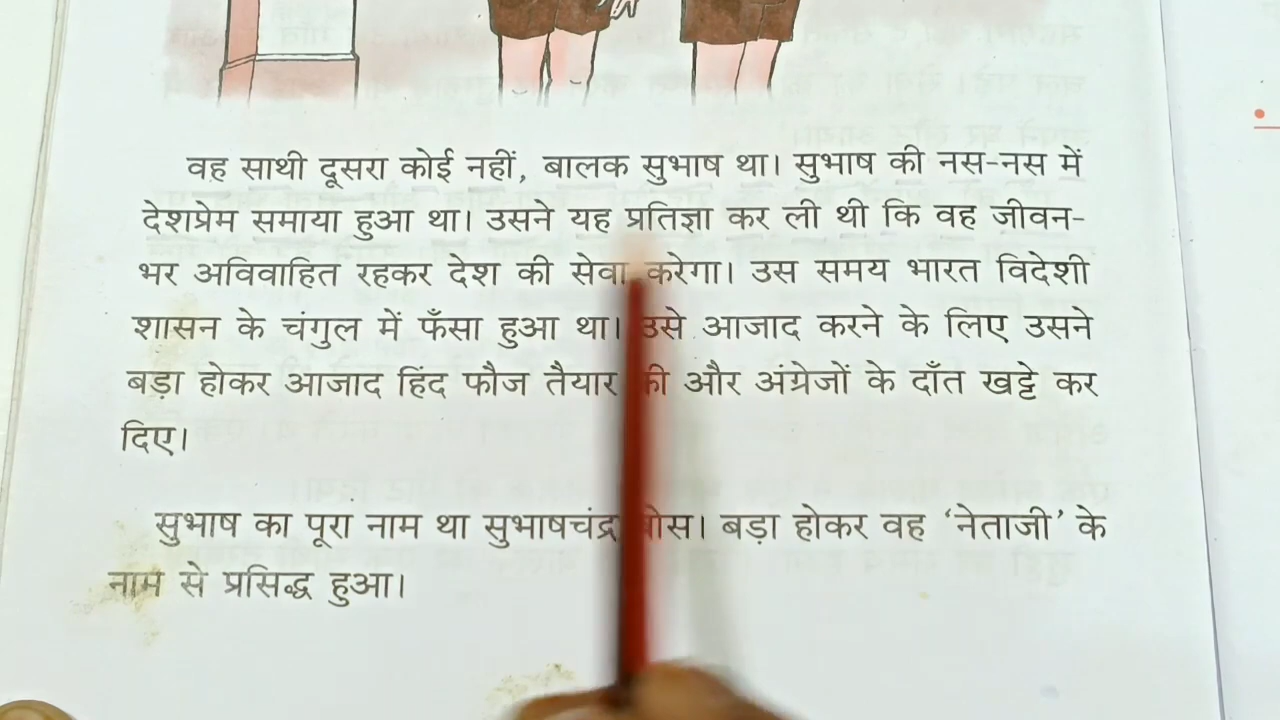 वह साथी दूसरा कोई नहीं, बालक सुभाष था। सुभाष की नस-नस में
देशप्रेम समाया हुआ था। उसने यह प्रतिज्ञा कर ली थी कि वह जीवन-
भर अविवाहित रहकर देश की सेवा करेगा। उस समय भारत विदेशी
शासन के चंगुल में फँसा हुआ था। उसे आजाद करने के लिए उसने
बड़ा होकर आजाद हिंद फौज तैयार की और अंग्रेजों के दाँत खट्टे कर
दिए।
सुभाष का पूरा नाम था सुभाषचंद्र बोस। बड़ा होकर वह ‘नेताजी’ के
नाम से प्रसिद्ध हुआ।